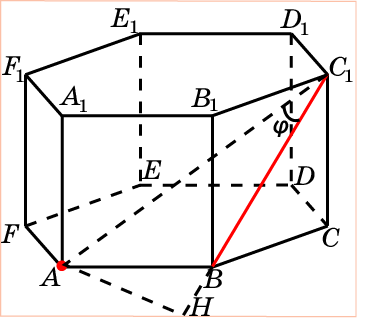 E₁ D₁
F₁ C₁
A₁ B₁
φ
E D
F C
A B
H